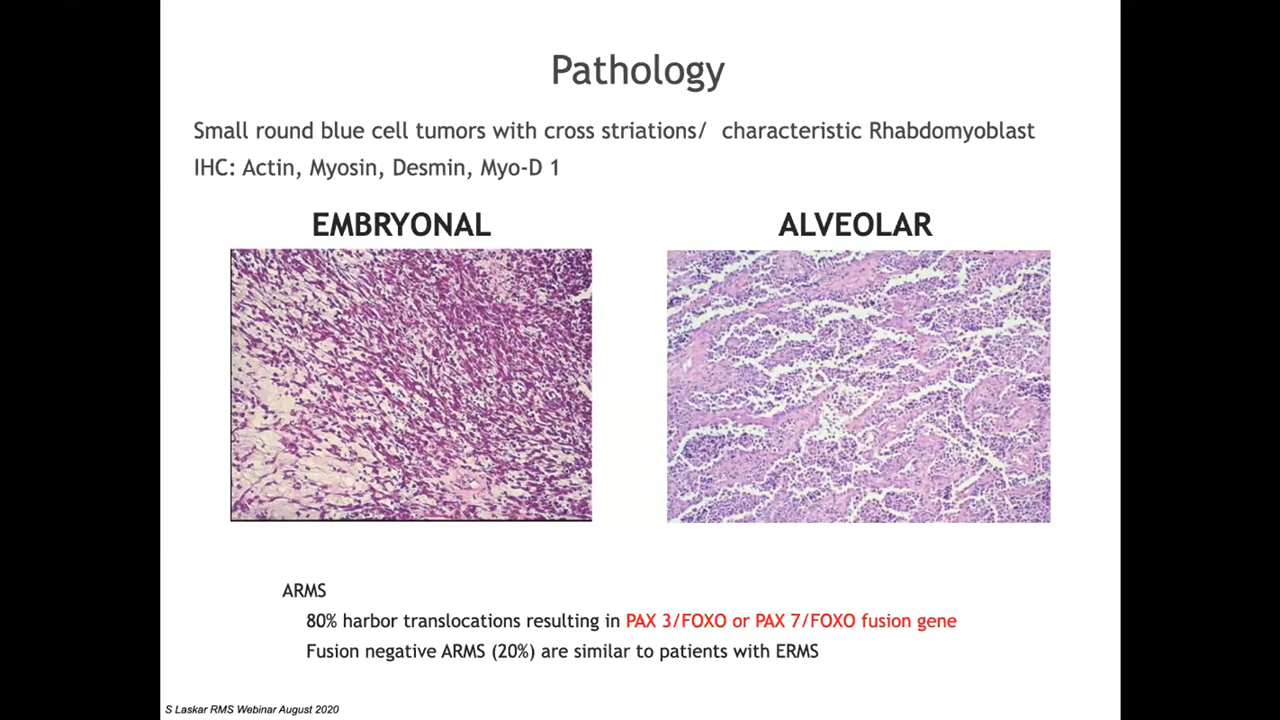 Pathology
Small round blue cell tumors with cross striations/ characteristic Rhabdomyoblast
IHC: Actin, Myosin, Desmin, Myo-D 1
EMBRYONAL
ALVEOLAR
ARMS
80% harbor translocations resulting in PAX 3/FOXO or PAX 7/FOXO fusion gene
Fusion negative ARMS (20%) are similar to patients with ERMS
S Laskar RMS Webinar August 2020